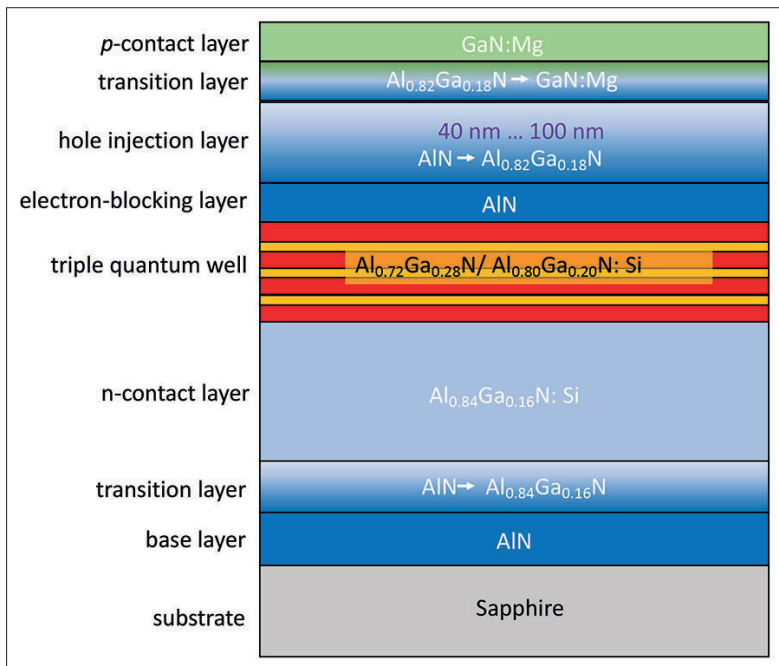 p-contact layer GaN:Mg
transition layer Al₀.₈₂Ga₀.₁₈N → GaN:Mg
40 nm ... 100 nm
hole injection layer AlN → Al₀.₈₂Ga₀.₁₈N
electron-blocking layer AlN
triple quantum well Al₀.₇₂Ga₀.₂₈N/ Al₀.₈₀Ga₀.₂₀N: Si
n-contact layer Al₀.₈₄Ga₀.₁₆N: Si
transition layer AlN→ Al₀.₈₄Ga₀.₁₆N
base layer AlN
substrate Sapphire